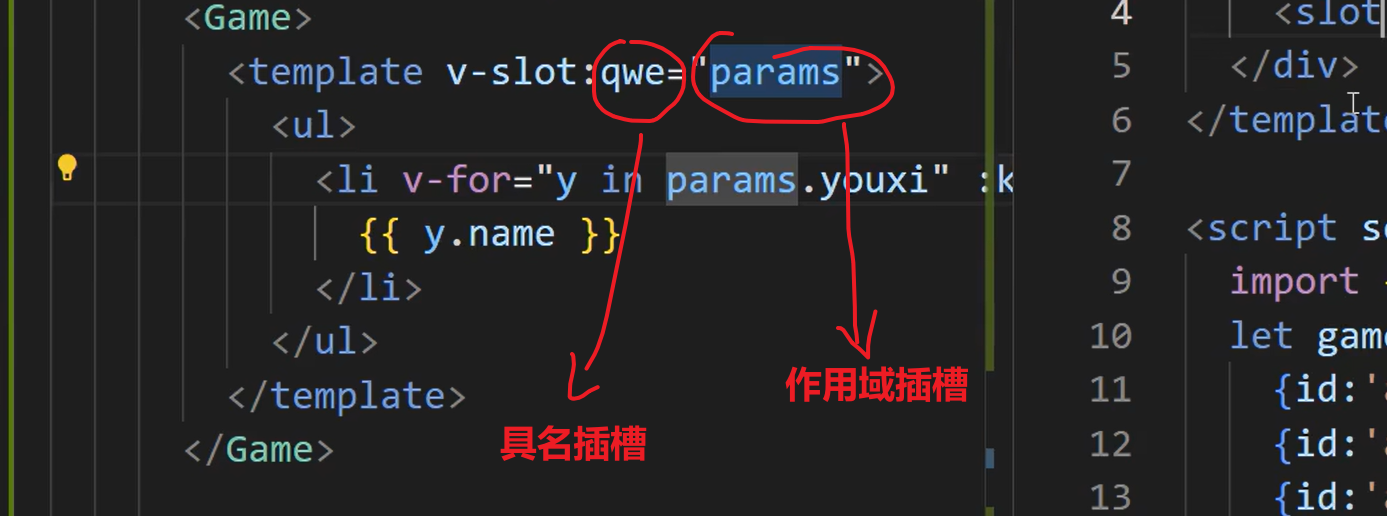 <Game>
<template v-slot:qwe="params">
<ul>
<li v-for="y in params.youxi" :k
{{ y.name }}
</li>
</ul>
</template>
</Game>
具名插槽
作用域插槽
4 <slot
5 </div>
6 </template
7
8 <script s
9 import
10 let game
11 {id:'a
12 {id:'a
13 {id:'a